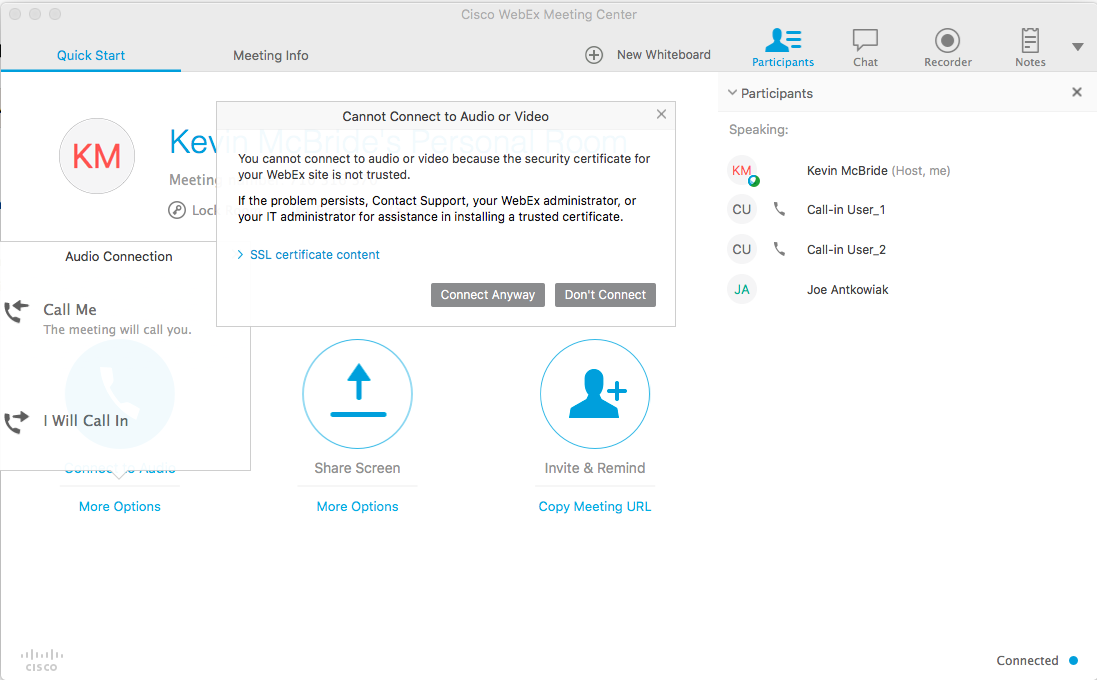 Cisco WebEx Meeting Center
Quick Start
Meeting Info
New Whiteboard
Participants
Chat
Recorder
Notes
Participants
Speaking:
KM
Kevin McBride (Host, me)
CU
Call-in User_1
CU
Call-in User_2
JA
Joe Antkowiak
KM
Kevin McBride's Personal Room
Meeting
Lock
Cannot Connect to Audio or Video
You cannot connect to audio or video because the security certificate for
your WebEx site is not trusted.
If the problem persists, Contact Support, your WebEx administrator, or
your IT administrator for assistance in installing a trusted certificate.
SSL certificate content
Connect Anyway
Don't Connect
Audio Connection
Call Me
The meeting will call you.
I Will Call In
Connect to Audio
More Options
Share Screen
More Options
Invite & Remind
Copy Meeting URL
CISCO
Connected